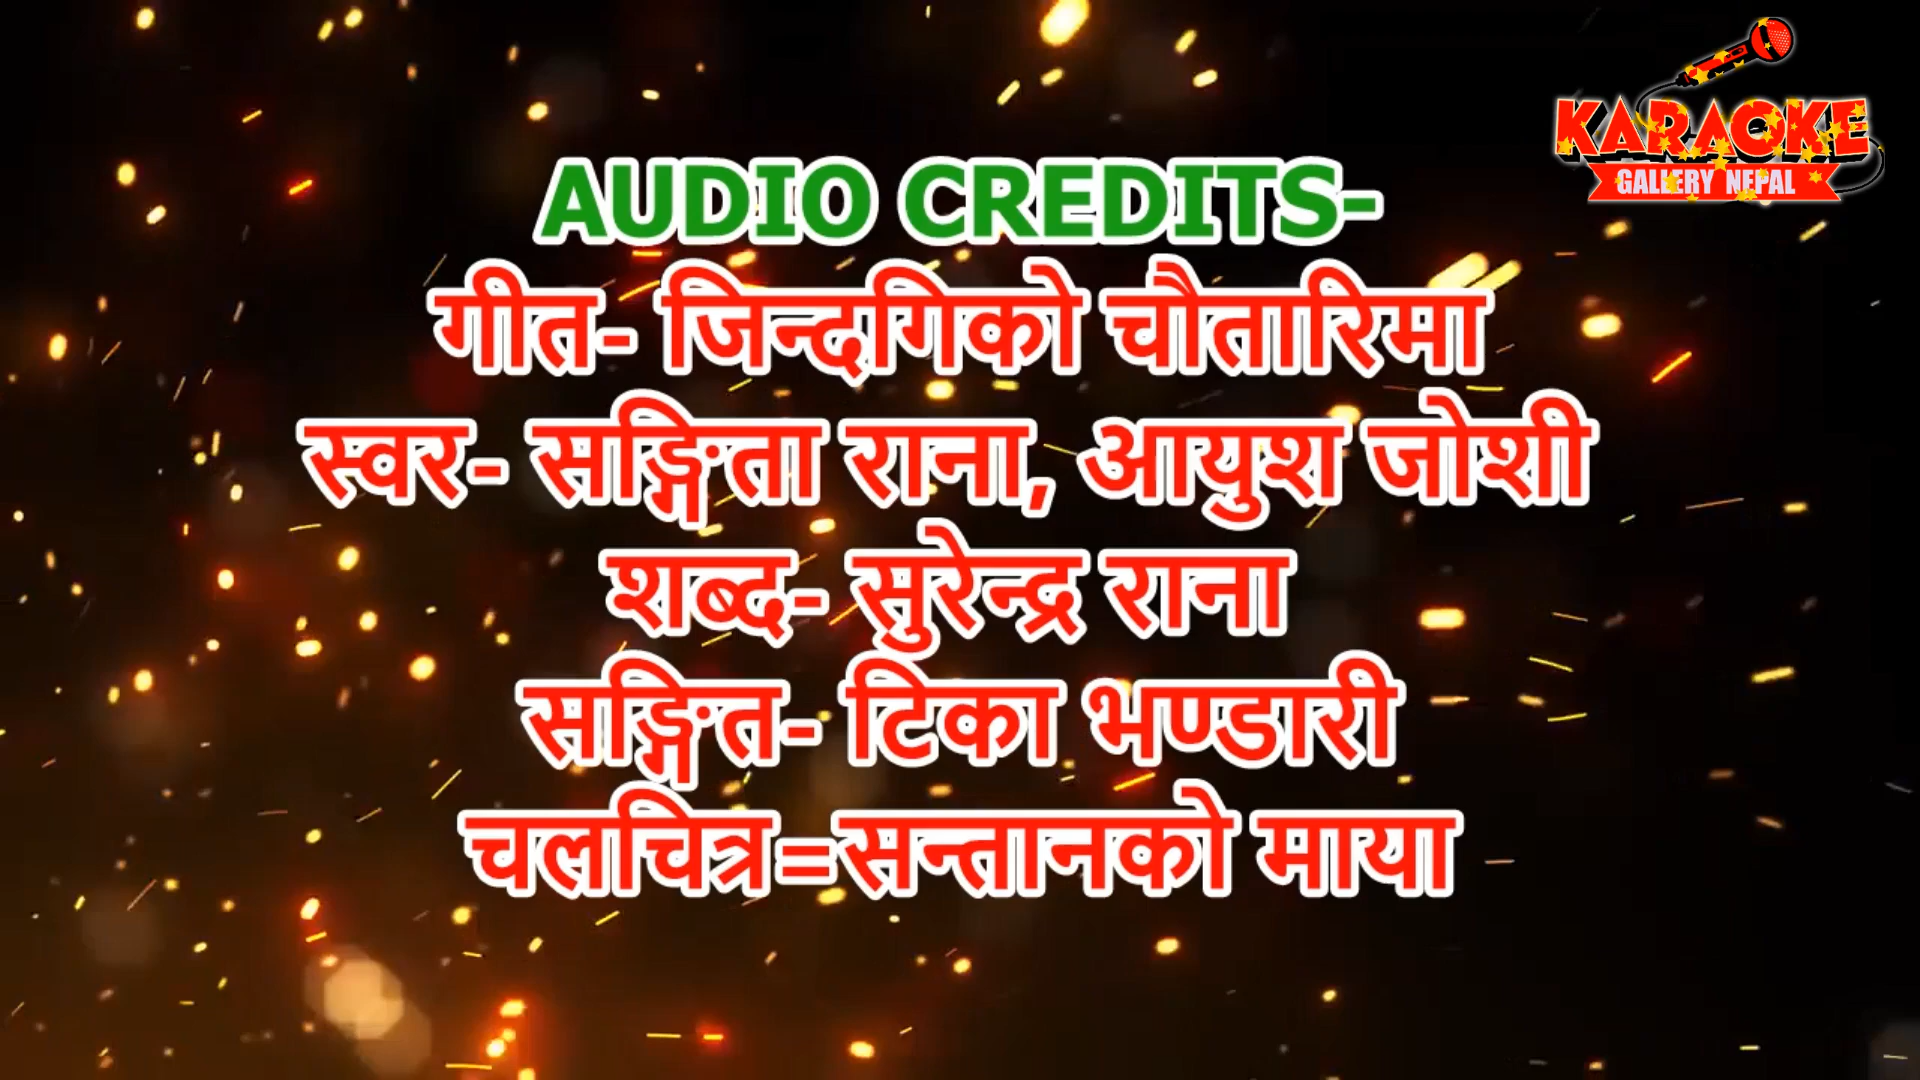 KARAOKE
GALLERY NEPAL
AUDIO CREDITS-
गीत- जिन्दगिको चौतारिमा
स्वर- सङ्गिता राना, आयुश जोशी
शब्द- सुरेन्द्र राना
सङ्गित- टिका भण्डारी
चलचित्र=सन्तानको माया